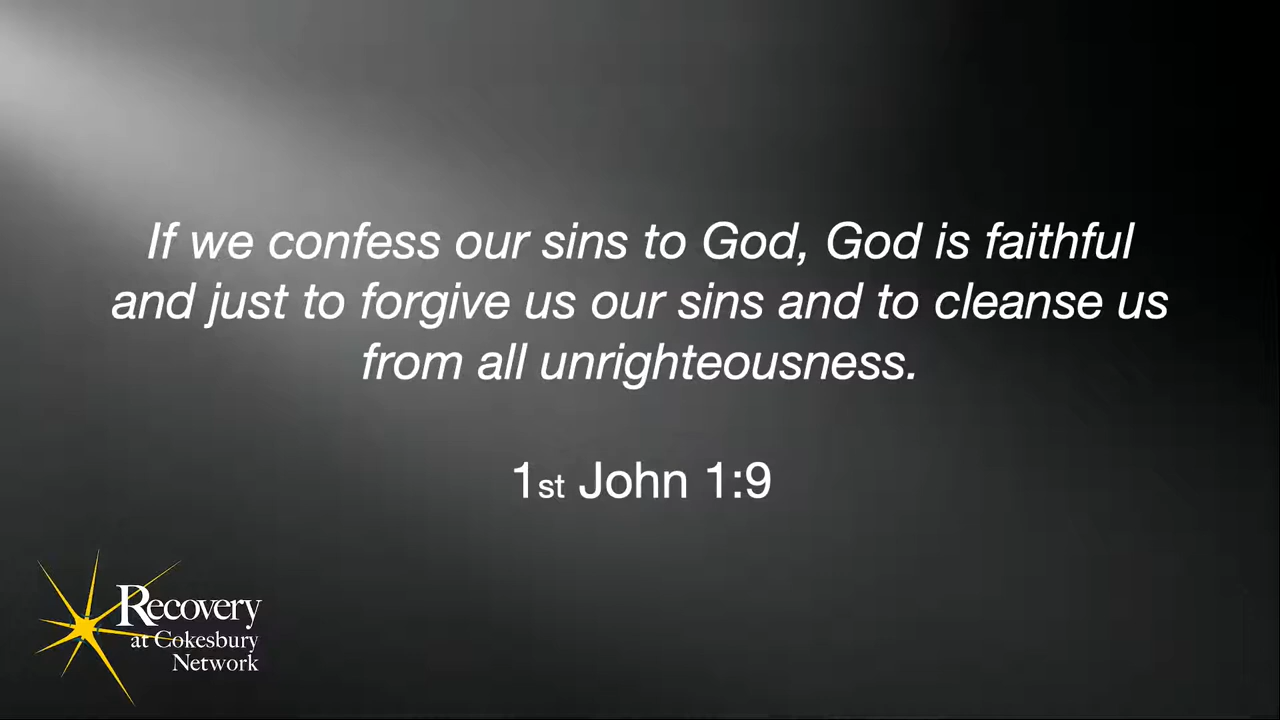 If we confess our sins to God, God is faithful
and just to forgive us our sins and to cleanse us
from all unrighteousness.
1st John 1:9
Recovery
at Cokesbury
Network